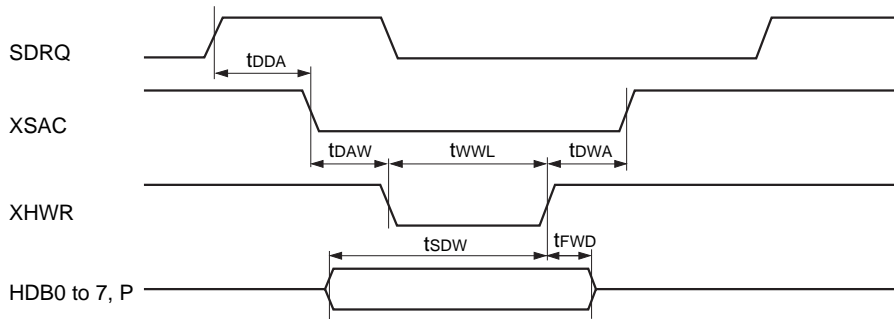 SDRQ
tDDA
XSAC
tDAW tWWL tDWA
XHWR
tSDW tFWD
HDB0 to 7, P